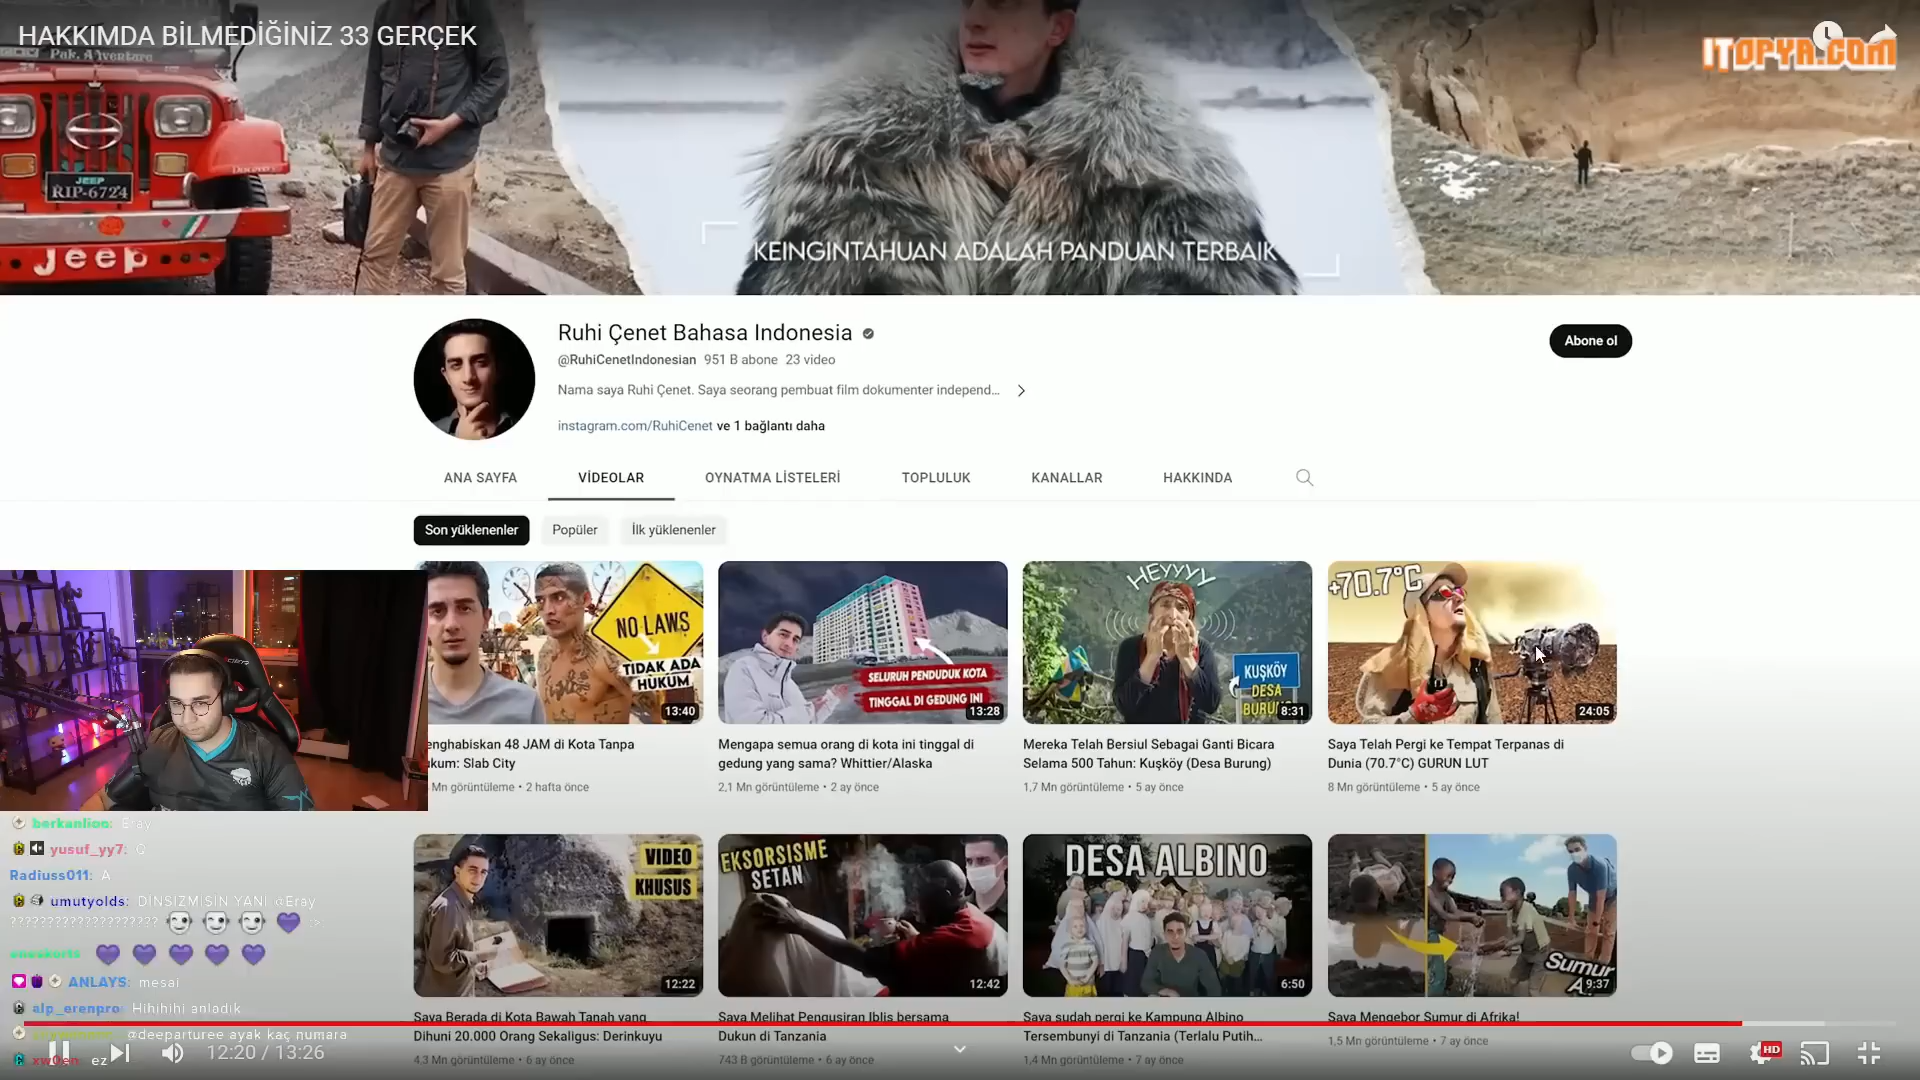 HAKKIMDA BİLMEDİĞİNİZ 33 GERÇEK
ITOPYA.COM
Pak. Adventura
JEEP
RIP-6724
Jeep
KEINGINTAHUAN ADALAH PANDUAN TERBAIK
Ruhi Çenet Bahasa Indonesia
@RuhiCenetIndonesian 951 B abone 23 video
Nama saya Ruhi Çenet. Saya seorang pembuat film dokumenter independ...
instagram.com/RuhiCenet ve 1 bağlantı daha
Abone ol
ANA SAYFA VİDEOLAR OYNATMA LİSTELERİ TOPLULUK KANALLAR HAKKINDA
Son yüklenenler Popüler İlk yüklenenler
NO LAWS
TIDAK ADA
HUKUM
13:40
SELURUH PENDUDUK KOTA
TINGGAL DI GEDUNG INI
13:28
HEYYYY
KUŞKÖY
DESA
8:31
+70.7°C
24:05
enghabiskan 48 JAM di Kota Tanpa
ukum: Slab City
Mn görüntüleme • 2 hafta önce
Mengapa semua orang di kota ini tinggal di
gedung yang sama? Whittier/Alaska
2,1 Mn görüntüleme • 2 ay önce
Mereka Telah Bersiul Sebagai Ganti Bicara
Selama 500 Tahun: Kuşköy (Desa Burung)
1,7 Mn görüntüleme • 5 ay önce
Saya Telah Pergi ke Tempat Terpanas di
Dunia (70.7°C) GURUN LUT
8 Mn görüntüleme • 5 ay önce
VIDEO
KHUSUS
12:22
EKSORSISME
SETAN
12:42
DESA ALBINO
6:50
Sumur
9:37
Saya Berada di Kota Bawah Tanah yang
Dihuni 20.000 Orang Sekaligus: Derinkuyu
4,3 Mn görüntüleme • 6 ay önce
Saya Melihat Pengusiran Iblis bersama
Dukun di Tanzania
743 B görüntüleme • 6 ay önce
Saya sudah pergi ke Kampung Albino
Tersembunyi di Tanzania (Terlalu Putih...
1,4 Mn görüntüleme • 7 ay önce
Saya Mengebor Sumur di Afrika!
1,5 Mn görüntüleme • 7 ay önce
berkanlion: Eray
yusuf_yy7: G
Radiuss011: A
umutyolds: DİNSİZMİSİN YANİ @Eray
????????????????????
ANLAYS: mesai
alp_erenpro: Hihihihi anladık
@deeparturee ayak kaç numara
ez
12:20 / 13:26
HD